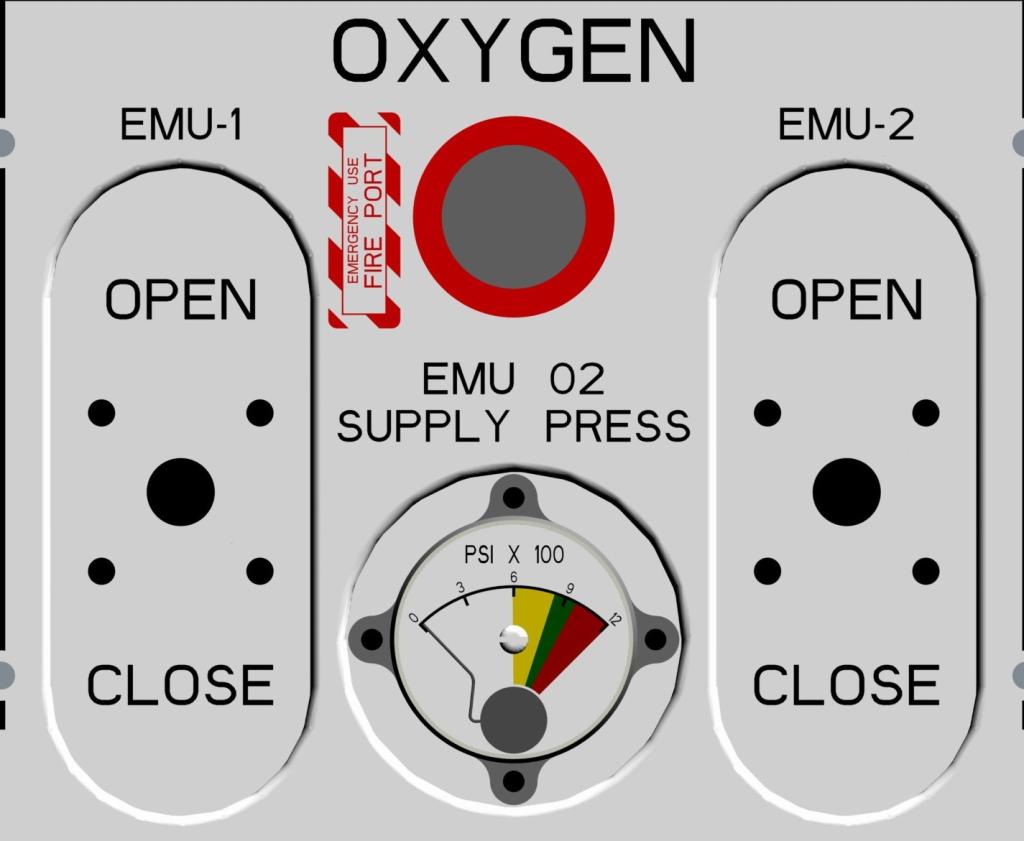 OXYGEN
EMU-1
EMU-2
EMERGENCY USE
FIRE PORT
OPEN
OPEN
EMU 02
SUPPLY PRESS
PSI X 100
0 3 6 9 12
CLOSE
CLOSE